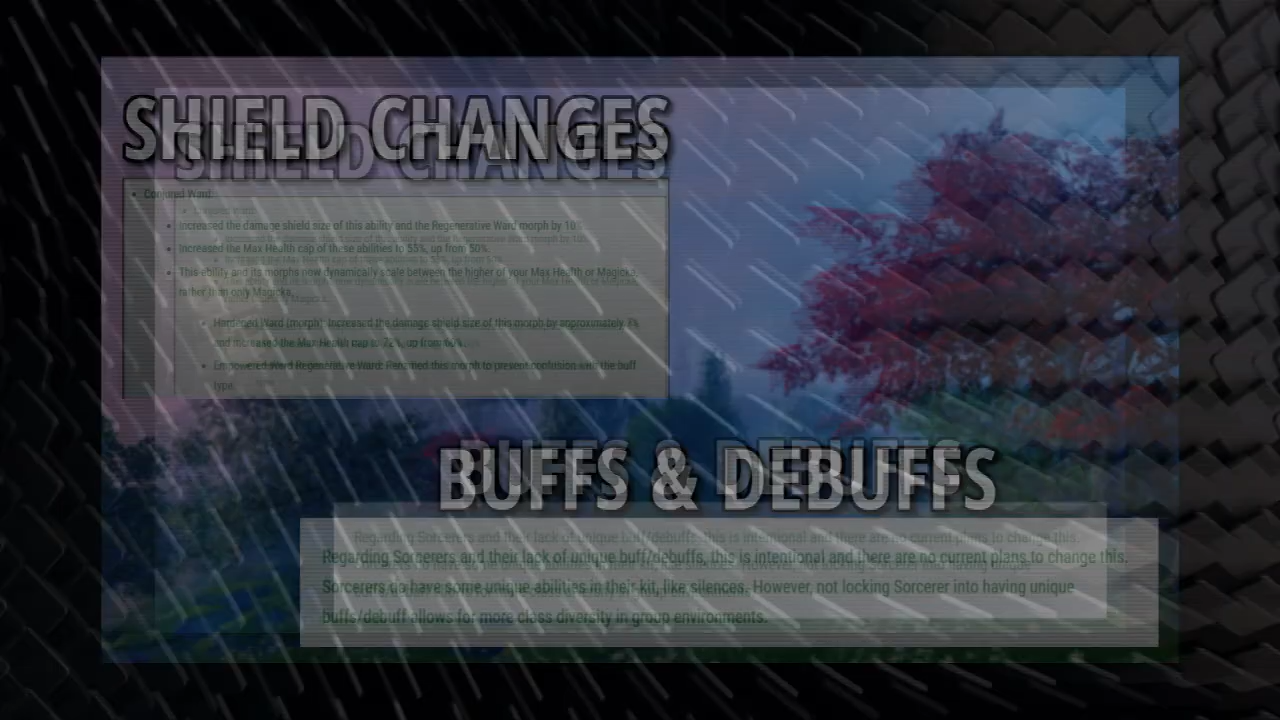 SHIELD CHANGES
• Conjured Ward:
• Increased the damage shield size of this ability and the Regenerative Ward morph by 10%
• Increased the Max Health cap of these abilities to 55%, up from 50%.
• This ability and its morphs now dynamically scale between the higher of your Max Health or Magicka,
rather than only Magicka.
• Hardened Ward (morph): Increased the damage shield size of this morph by approximately
and increased the Max Health cap to 72%, up from
• Empowered Ward Regenerative Ward: Renamed this morph to prevent confusion with the buff
type.
BUFFS & DEBUFFS
Regarding Sorcerers and their lack of unique buff/debuffs, this is intentional and there are no current plans to change this.
Sorcerers do have some unique abilities in their kit, like silences. However, not locking Sorcerer into having unique
buffs/debuff allows for more class diversity in group environments.